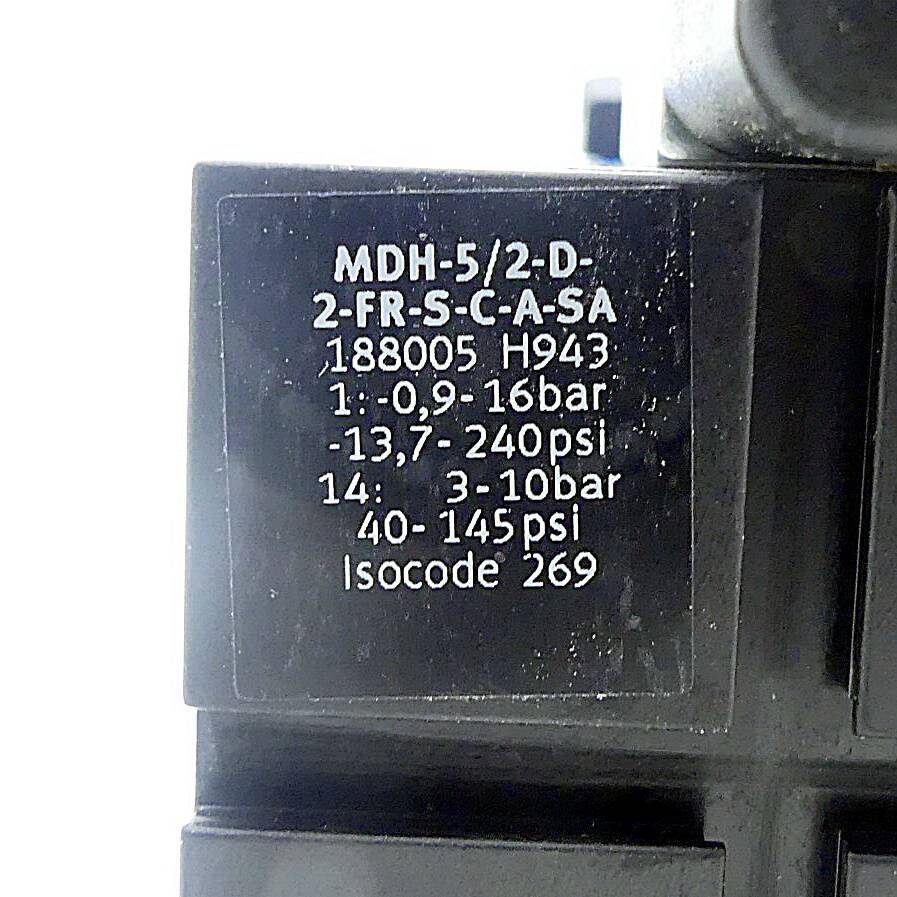 MDH-5/2-D-
2-FR-S-C-A-SA
188005 H943
1:-0,9-16bar
-13,7-240psi
14: 3-10bar
40-145psi
Isocode 269